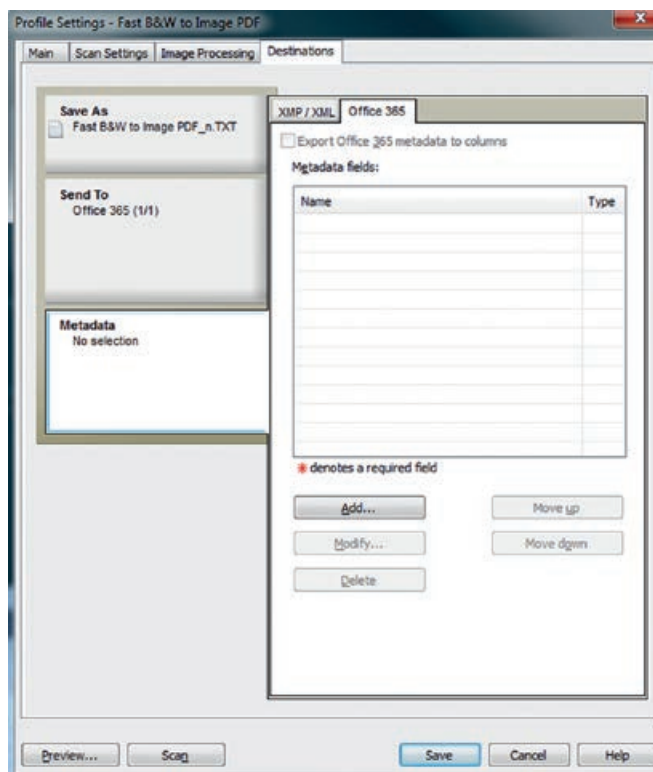 Profile Settings - Fast B&W to Image PDF
Main Scan Settings Image Processing Destinations
Save As
Fast B&W to Image PDF_n.TXT
Send To
Office 365 (1/1)
Metadata
No selection
XMP / XML Office 365
Export Office 365 metadata to columns
Metadata fields:
Name Type
* denotes a required field
Add... Move up
Modify... Move down
Delete
Preview... Scan Save Cancel Help